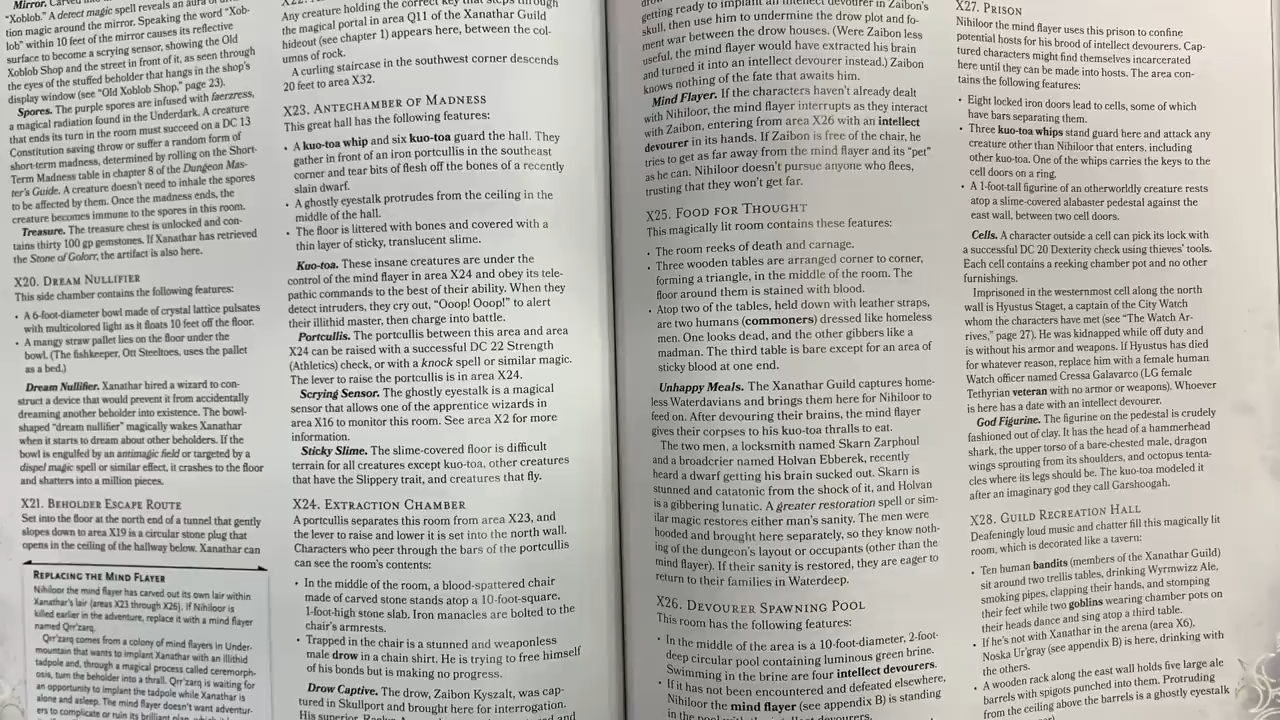 Mirror. Carved
"Xoblob." A detect magic spell reveals an aura of
tion magic around the mirror. Speaking the word "Xob-
lob" within 10 feet of the mirror causes its reflective
surface to become a scrying sensor, showing the Old
Xoblob Shop and the street in front of it, as seen through
the eyes of the stuffed beholder that hangs in the shop's
display window (see "Old Xoblob Shop," page 23).
Spores. The purple spores are infused with faerzress,
a magical radiation found in the Underdark. A creature
that ends its turn in the room must succeed on a DC 13
Constitution saving throw or suffer a random form of
short-term madness, determined by rolling on the Short-
Term Madness table in chapter 8 of the Dungeon Mas-
ter's Guide. A creature doesn't need to inhale the spores
to be affected by them. Once the madness ends, the
creature becomes immune to the spores in this room.
Treasure. The treasure chest is unlocked and con-
tains thirty 100 gp gemstones. If Xanathar has retrieved
the Stone of Golorr, the artifact is also here.
X20. Dream Nullifier
This side chamber contains the following features:
• A 6-foot-diameter bowl made of crystal lattice pulsates
with multicolored light as it floats 10 feet off the floor.
• A mangy straw pallet lies on the floor under the
bowl. (The fishkeeper, Ott Steeltoes, uses the pallet
as a bed.)
Dream Nullifier. Xanathar hired a wizard to con-
struct a device that would prevent it from accidentally
dreaming another beholder into existence. The bowl-
shaped "dream nullifier" magically wakes Xanathar
when it starts to dream about other beholders. If the
bowl is engulfed by an antimagic field or targeted by a
dispel magic spell or similar effect, it crashes to the floor
and shatters into a million pieces.
X21. Beholder Escape Route
Set into the floor at the north end of a tunnel that gently
slopes down to area X19 is a circular stone plug that
opens in the ceiling of the hallway below. Xanathar can
Replacing the Mind Flayer
Nihiloor the mind flayer has carved out its own lair within
Xanathar's lair (areas X23 through X26). If Nihiloor is
killed earlier in the adventure, replace it with a mind flayer
named Qrr'zarq.
Qrr'zarq comes from a colony of mind flayers in Under-
mountain that wants to implant Xanathar with an illithid
tadpole and, through a magical process called ceremorph-
osis, turn the beholder into a thrall. Qrr'zarq is waiting for
an opportunity to implant the tadpole while Xanathar is
alone and asleep. The mind flayer doesn't want adventur-
ers to complicate or ruin its brilliant plan,
Any creature holding the correct key that steps through
the magical portal in area Q11 of the Xanathar Guild
hideout (see chapter 1) appears here, between the col-
umns of rock.
A curling staircase in the southwest corner descends
20 feet to area X32.
X23. Antechamber of Madness
This great hall has the following features:
• A kuo-toa whip and six kuo-toa guard the hall. They
gather in front of an iron portcullis in the southeast
corner and tear bits of flesh off the bones of a recently
slain dwarf.
• A ghostly eyestalk protrudes from the ceiling in the
middle of the hall.
• The floor is littered with bones and covered with a
thin layer of sticky, translucent slime.
Kuo-toa. These insane creatures are under the
control of the mind flayer in area X24 and obey its tele-
pathic commands to the best of their ability. When they
detect intruders, they cry out, "Ooop! Ooop!" to alert
their illithid master, then charge into battle.
Portcullis. The portcullis between this area and area
X24 can be raised with a successful DC 22 Strength
(Athletics) check, or with a knock spell or similar magic.
The lever to raise the portcullis is in area X24.
Scrying Sensor. The ghostly eyestalk is a magical
sensor that allows one of the apprentice wizards in
area X16 to monitor this room. See area X2 for more
information.
Sticky Slime. The slime-covered floor is difficult
terrain for all creatures except kuo-toa, other creatures
that have the Slippery trait, and creatures that fly.
X24. Extraction Chamber
A portcullis separates this room from area X23, and
the lever to raise and lower it is set into the north wall.
Characters who peer through the bars of the portcullis
can see the room's contents:
• In the middle of the room, a blood-spattered chair
made of carved stone stands atop a 10-foot-square,
1-foot-high stone slab. Iron manacles are bolted to the
chair's armrests.
• Trapped in the chair is a stunned and weaponless
male drow in a chain shirt. He is trying to free himself
of his bonds but is making no progress.
Drow Captive. The drow, Zaibon Kyszalt, was cap-
tured in Skullport and brought here for interrogation.
His superior,
getting ready to implant an intellect devourer in Zaibon's
skull, then use him to undermine the drow plot and fo-
ment war between the drow houses. (Were Zaibon less
useful, the mind flayer would have extracted his brain
and turned it into an intellect devourer instead.) Zaibon
knows nothing of the fate that awaits him.
Mind Flayer. If the characters haven't already dealt
with Nihiloor, the mind flayer interrupts as they interact
with Zaibon, entering from area X26 with an intellect
devourer in its hands. If Zaibon is free of the chair, he
tries to get as far away from the mind flayer and its "pet"
as he can. Nihiloor doesn't pursue anyone who flees,
trusting that they won't get far.
X25. Food for Thought
This magically lit room contains these features:
• The room reeks of death and carnage.
• Three wooden tables are arranged corner to corner,
forming a triangle, in the middle of the room. The
floor around them is stained with blood.
• Atop two of the tables, held down with leather straps,
are two humans (commoners) dressed like homeless
men. One looks dead, and the other gibbers like a
madman. The third table is bare except for an area of
sticky blood at one end.
Unhappy Meals. The Xanathar Guild captures home-
less Waterdavians and brings them here for Nihiloor to
feed on. After devouring their brains, the mind flayer
gives their corpses to his kuo-toa thralls to eat.
The two men, a locksmith named Skarn Zarphoul
and a broadierer named Holvan Ebberek, recently
heard a dwarf getting his brain sucked out. Skarn is
stunned and catatonic from the shock of it, and Holvan
is a gibbering lunatic. A greater restoration spell or sim-
ilar magic restores either man's sanity. The men were
hooded and brought here separately, so they know noth-
ing of the dungeon's layout or occupants (other than the
mind flayer). If their sanity is restored, they are eager to
return to their families in Waterdeep.
X26. Devourer Spawning Pool
This room has the following features:
• In the middle of the area is a 10-foot-diameter, 2-foot-
deep circular pool containing luminous green brine.
Swimming in the brine are four intellect devourers.
• If it has not been encountered and defeated elsewhere,
Nihiloor the mind flayer (see appendix B) is standing
in the pool with the intellect devourers.
X27. Prison
Nihiloor the mind flayer uses this prison to confine
potential hosts for his brood of intellect devourers. Cap-
tured characters might find themselves incarcerated
here until they can be made into hosts. The area con-
tains the following features:
• Eight locked iron doors lead to cells, some of which
have bars separating them.
• Three kuo-toa whips stand guard here and attack any
creature other than Nihiloor that enters, including
other kuo-toa. One of the whips carries the keys to the
cell doors on a ring.
• A 1-foot-tall figurine of an otherworldly creature rests
atop a slime-covered alabaster pedestal against the
east wall, between two cell doors.
Cells. A character outside a cell can pick its lock with
a successful DC 20 Dexterity check using thieves' tools.
Each cell contains a reeking chamber pot and no other
furnishings.
Imprisoned in the westernmost cell along the north
wall is Hyustus Staget, a captain of the City Watch
whom the characters have met (see "The Watch Ar-
rives," page 27). He was kidnapped while off duty and
is without his armor and weapons. If Hyustus has died
for whatever reason, replace him with a female human
Watch officer named Cressa Galavarco (LG female
Tethyrian veteran with no armor or weapons). Whoever
is here has a date with an intellect devourer.
God Figurine. The figurine on the pedestal is crudely
fashioned out of clay. It has the head of a hammerhead
shark, the upper torso of a bare-chested male, dragon
wings sprouting from its shoulders, and octopus tenta-
cles where its legs should be. The kuo-toa modeled it
after an imaginary god they call Garshoogah.
X28. Guild Recreation Hall
Deafeningly loud music and chatter fill this magically lit
room, which is decorated like a tavern:
• Ten human bandits (members of the Xanathar Guild)
sit around two trellis tables, drinking Wyrmwizz Ale,
smoking pipes, clapping their hands, and stomping
their feet while two goblins wearing chamber pots on
their heads dance and sing atop a third table.
• If he's not with Xanathar in the arena (area X6),
Noska Ur'gray (see appendix B) is here, drinking with
the others.
• A wooden rack along the east wall holds five large ale
barrels with spigots punched into them. Protruding
from the ceiling above the barrels is a ghostly eyestalk